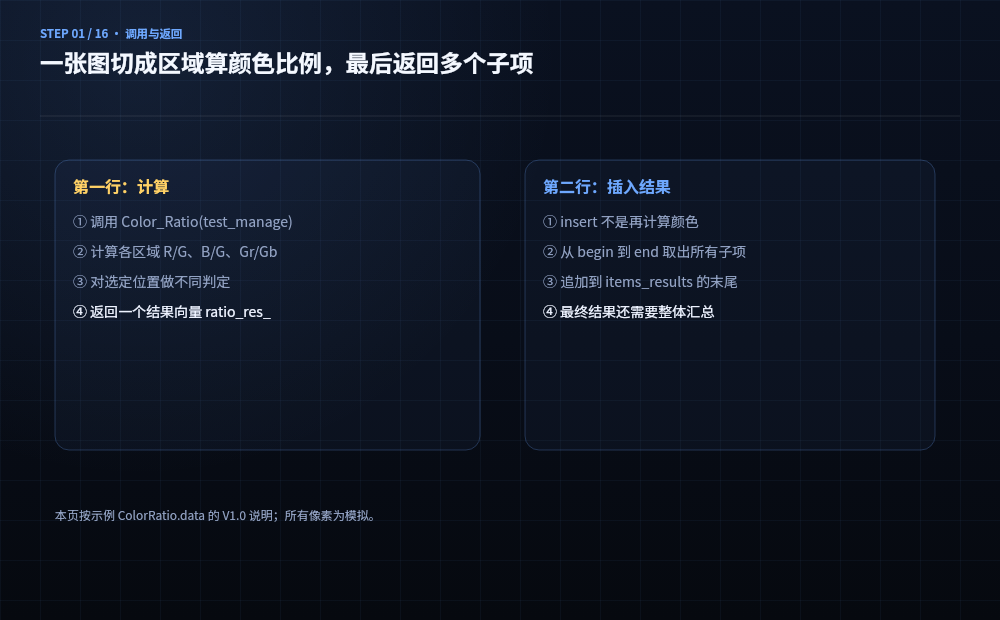 STEP 01 / 16 · 调用与返回
一张图切成区域算颜色比例，最后返回多个子项
第一行：计算
① 调用 Color_Ratio(test_manage)
② 计算各区域 R/G、B/G、Gr/Gb
③ 对选定位置做不同判定
④ 返回一个结果向量 ratio_res_
第二行：插入结果
① insert 不是再计算颜色
② 从 begin 到 end 取出所有子项
③ 追加到 items_results 的末尾
④ 最终结果还需要整体汇总
本页按示例 ColorRatio.data 的 V1.0 说明；所有像素为模拟。